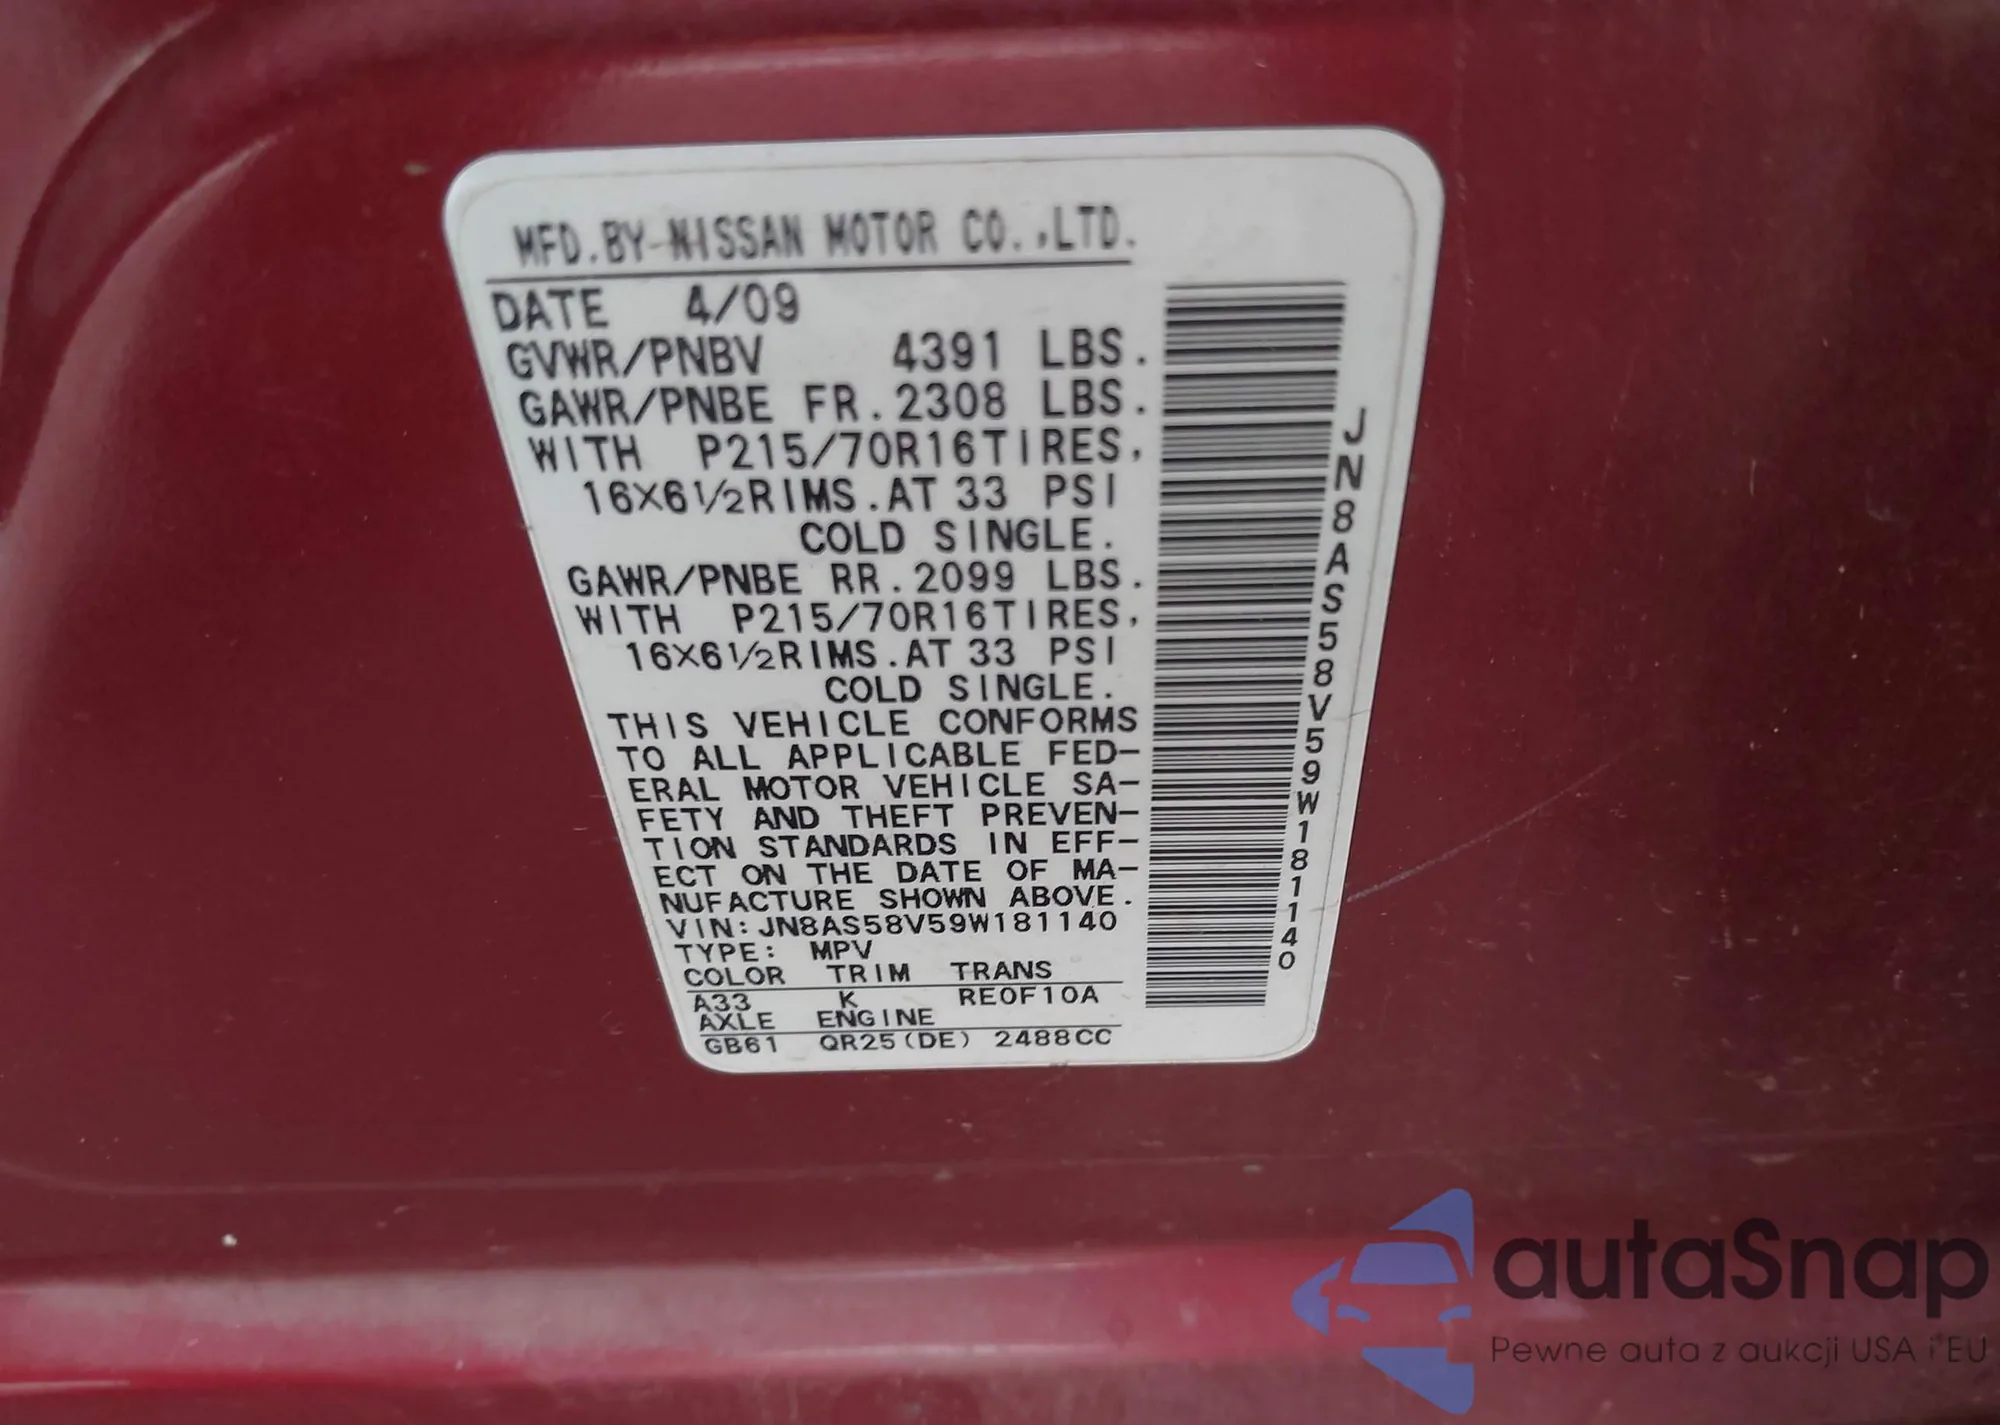 MFD.BY NISSAN MOTOR CO.,LTD.
DATE 4/09
GVWR/PNBV 4391 LBS.
GAWR/PNBE FR.2308 LBS.
WITH P215/70R16TIRES,
16X6½RIMS.AT 33 PSI
COLD SINGLE.
GAWR/PNBE RR.2099 LBS.
WITH P215/70R16TIRES,
16X6½RIMS.AT 33 PSI
COLD SINGLE.
THIS VEHICLE CONFORMS
TO ALL APPLICABLE FED-
ERAL MOTOR VEHICLE SA-
FETY AND THEFT PREVEN-
TION STANDARDS IN EFF-
ECT ON THE DATE OF MA-
NUFACTURE SHOWN ABOVE.
VIN:JN8AS58V59W181140
TYPE: MPV
COLOR TRIM TRANS
A33 K RE0F10A
AXLE ENGINE
GB61 QR25(DE) 2488CC
JN8AS58V59W181140
autaSnap
Pewne auta z aukcji USA i EU